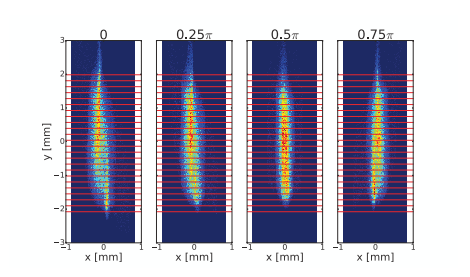 0 0.25π 0.5π 0.75π
3
2
1
0
−1
−2
−3
y [mm]
−1 0 1 −1 0 1 −1 0 1 −1 0 1
x [mm] x [mm] x [mm] x [mm]